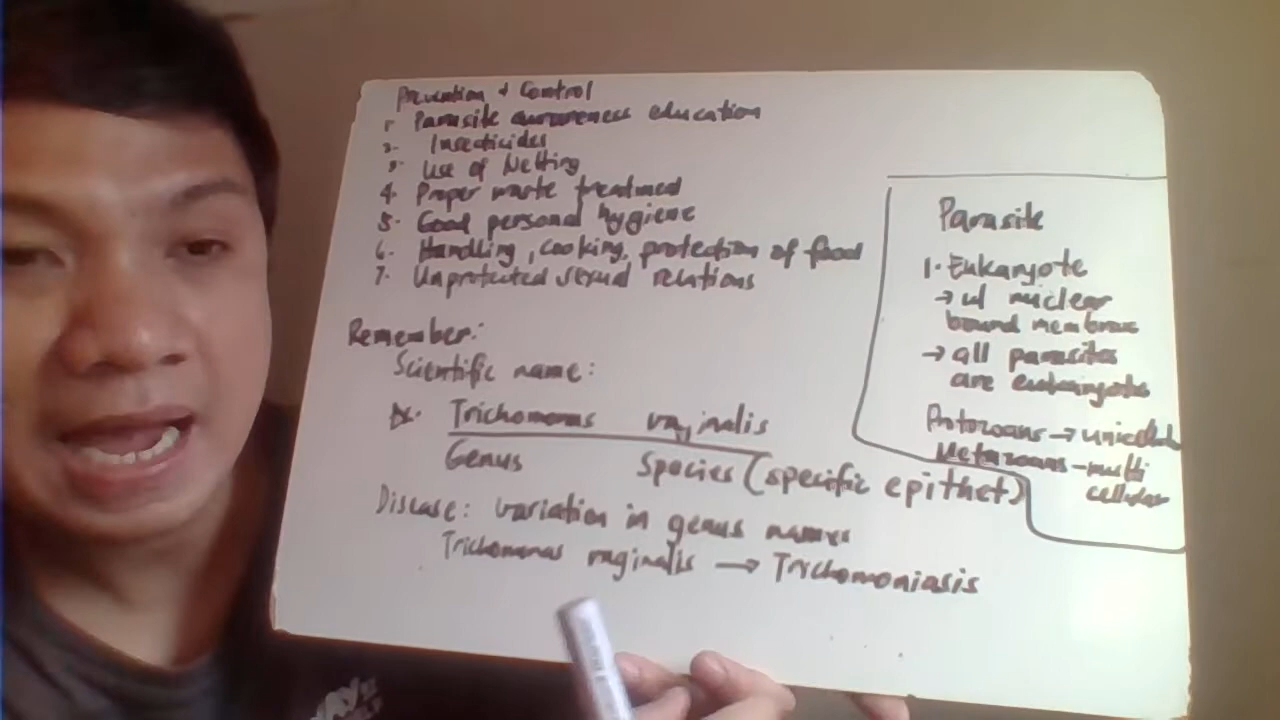 Prevention & Control
1. Parasite awareness education
2. Insecticides
3. Use of Netting
4. Proper waste treatment
5. Good personal hygiene
6. Handling, cooking, protection of food
7. Unprotected sexual relations
Remember:
Scientific name:
Ex. Trichomonas vaginalis
Genus Species (specific epithet)
Disease: variation in genus names
Trichomonas vaginalis → Trichomoniasis
Parasite
1. Eukaryote
→ w/ nuclear
bound membrane
→ all parasites
are eukaryotes
Protozoans → unicellular
Metazoans - multi
cellular